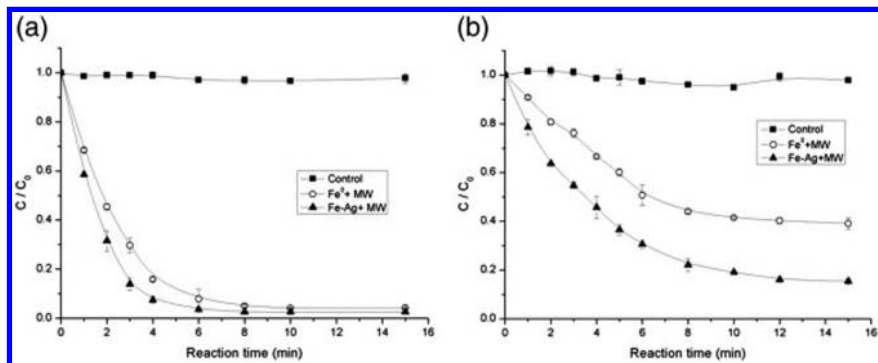 (a)
C / C₀
1.0
0.8
0.6
0.4
0.2
0.0
Control
Fe⁰+ MW
Fe-Ag+ MW
0 2 4 6 8 10 12 14 16
Reaction time (min)
(b)
C / C₀
1.0
0.8
0.6
0.4
0.2
0.0
Control
Fe⁰+MW
Fe-Ag+MW
0 2 4 6 8 10 12 14 16
Reaction time (min)